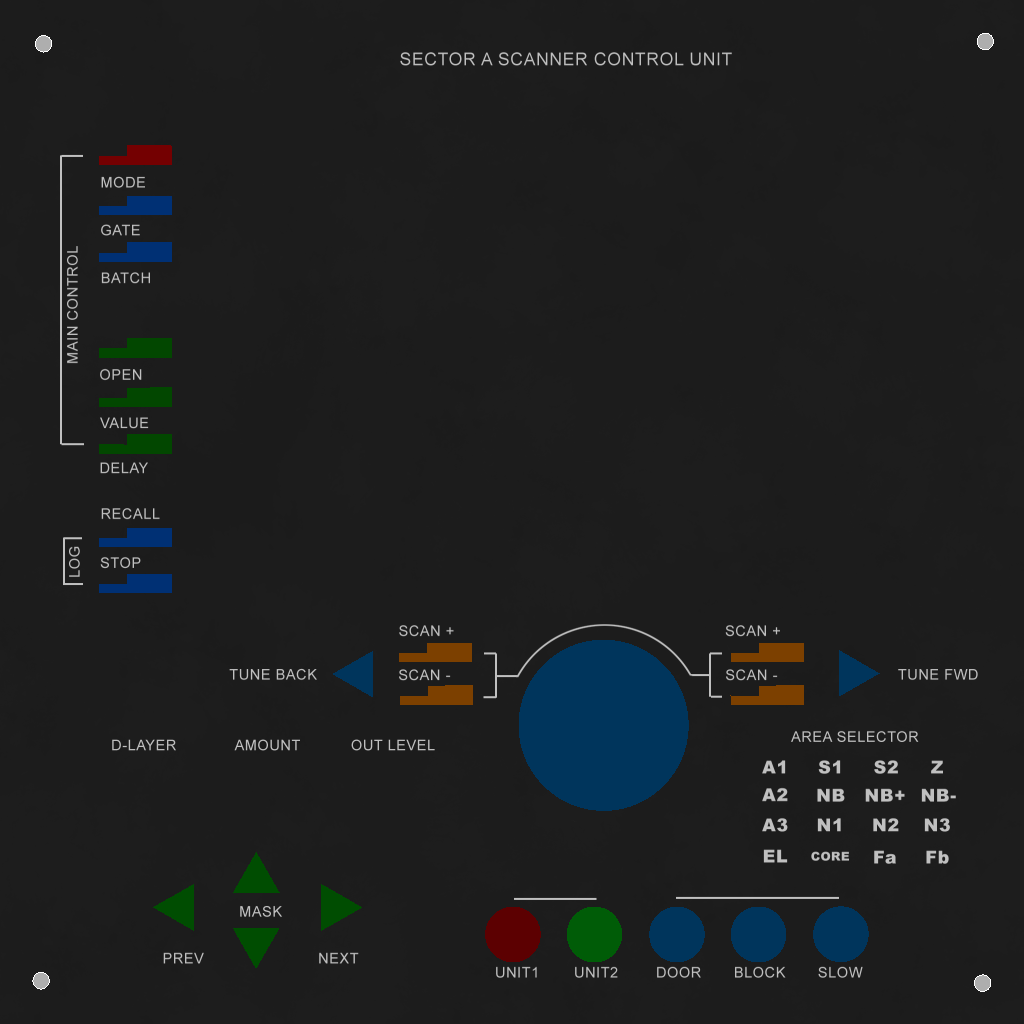 SECTOR A SCANNER CONTROL UNIT
MAIN CONTROL
MODE
GATE
BATCH
OPEN
VALUE
DELAY
LOG
RECALL
STOP
SCAN +
SCAN +
TUNE BACK
SCAN -
SCAN -
TUNE FWD
D-LAYER
AMOUNT
OUT LEVEL
AREA SELECTOR
A1 S1 S2 Z
A2 NB NB+ NB-
A3 N1 N2 N3
EL CORE Fa Fb
MASK
PREV
NEXT
UNIT1
UNIT2
DOOR
BLOCK
SLOW